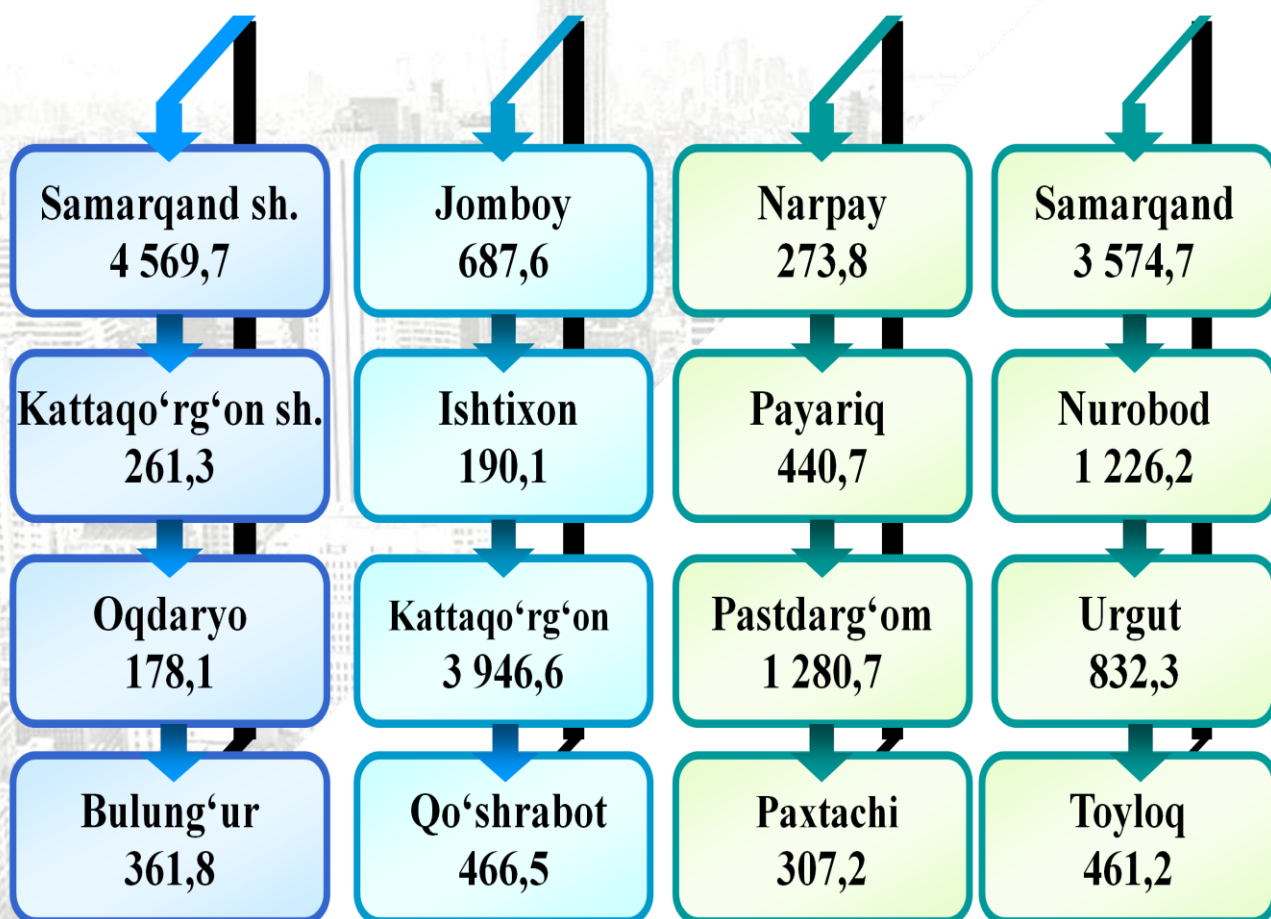 Samarqand sh.
4 569,7
Kattaqo‘rg‘on sh.
261,3
Oqdaryo
178,1
Bulung‘ur
361,8
Jomboy
687,6
Ishtixon
190,1
Kattaqo‘rg‘on
3 946,6
Qo‘shrabot
466,5
Narpay
273,8
Payariq
440,7
Pastdarg‘om
1 280,7
Paxtachi
307,2
Samarqand
3 574,7
Nurobod
1 226,2
Urgut
832,3
Toyloq
461,2